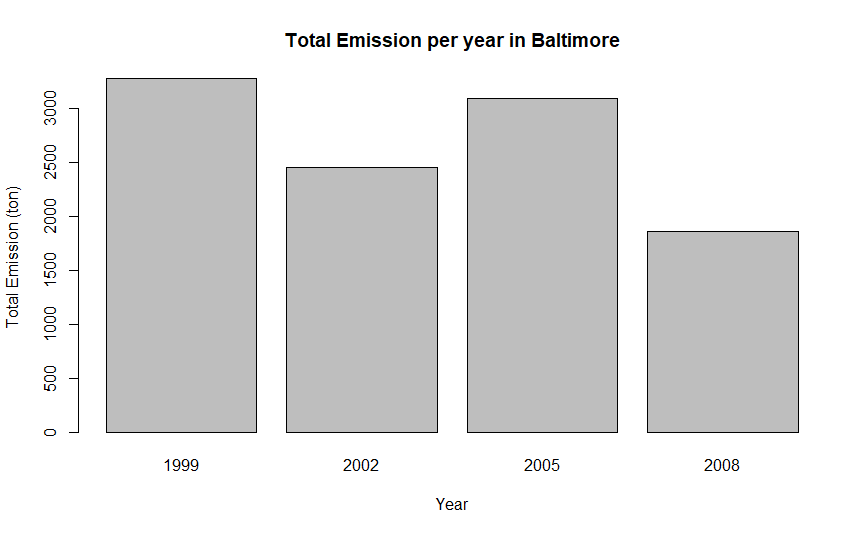 Total Emission per year in Baltimore
Total Emission (ton)
3000
2500
2000
1500
1000
500
0
1999 2002 2005 2008
Year